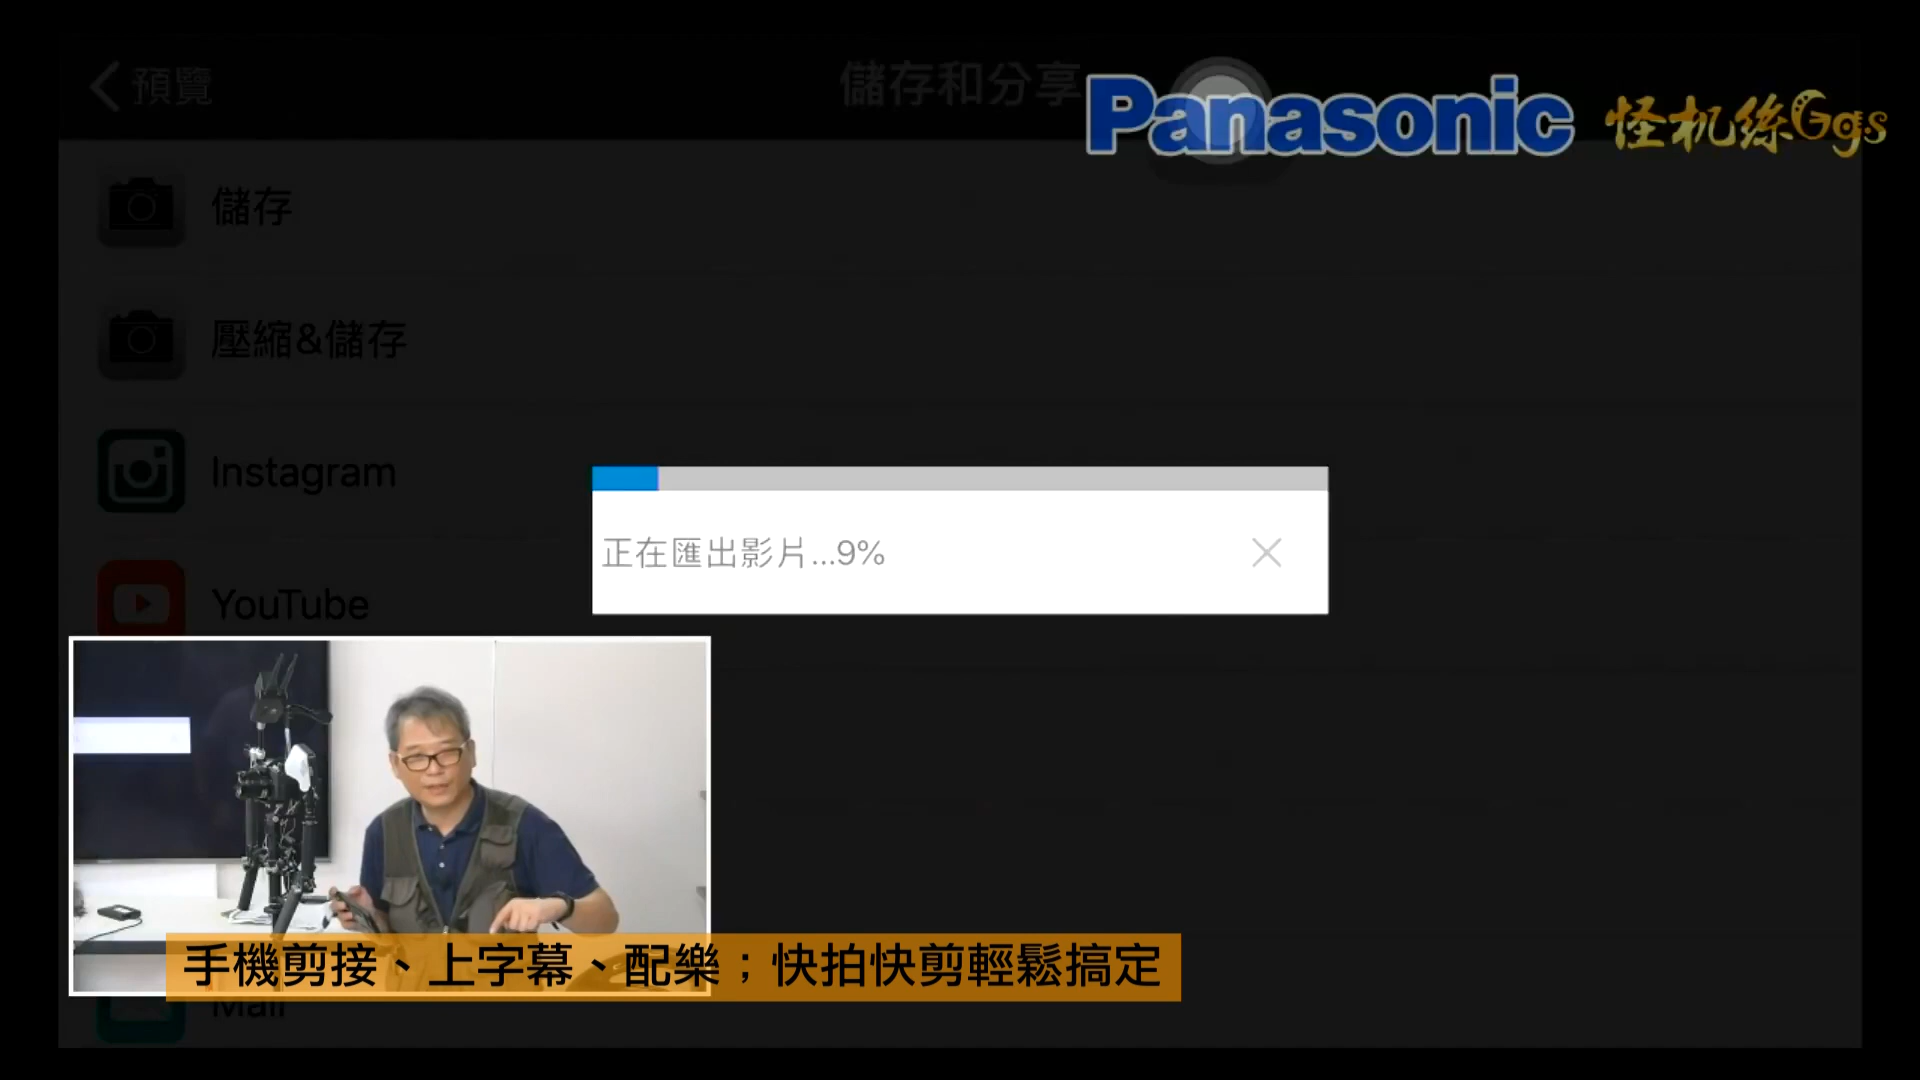 預覽
儲存和分享
Panasonic
怪机絲Ggs
儲存
壓縮&儲存
Instagram
YouTube
正在匯出影片...9%
手機剪接、上字幕、配樂；快拍快剪輕鬆搞定
Mail